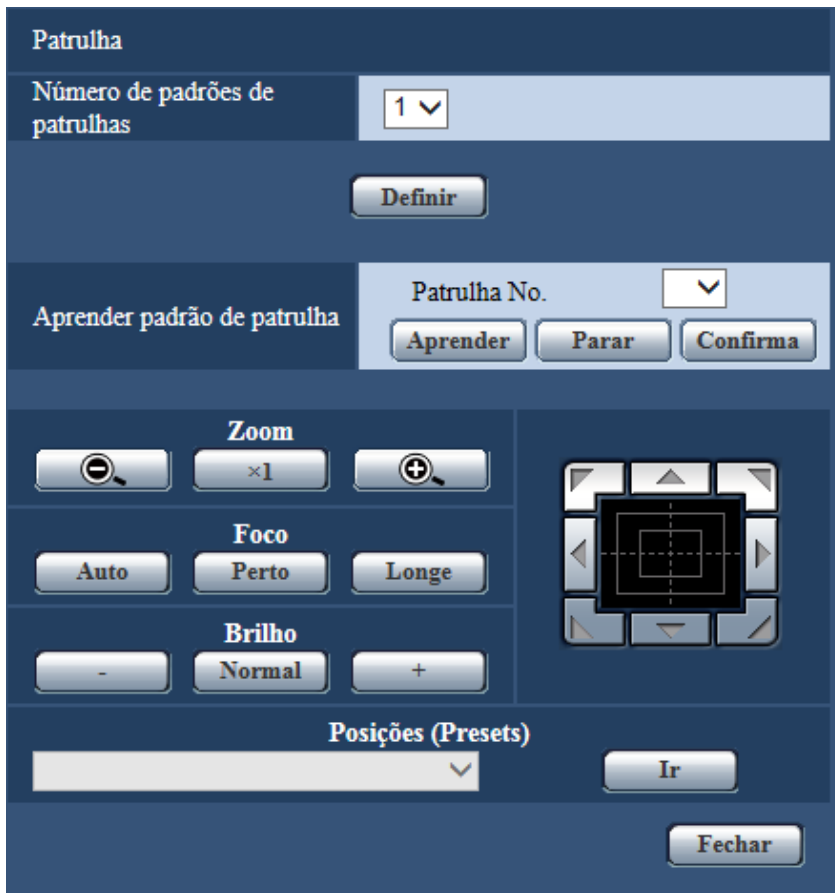 Patrulha
Número de padrões de
patrulhas
1
Definir
Patrulha No.
Aprender padrão de patrulha
Aprender Parar Confirma
Zoom
×1
Foco
Auto Perto Longe
Brilho
- Normal +
Posições (Presets)
Ir
Fechar